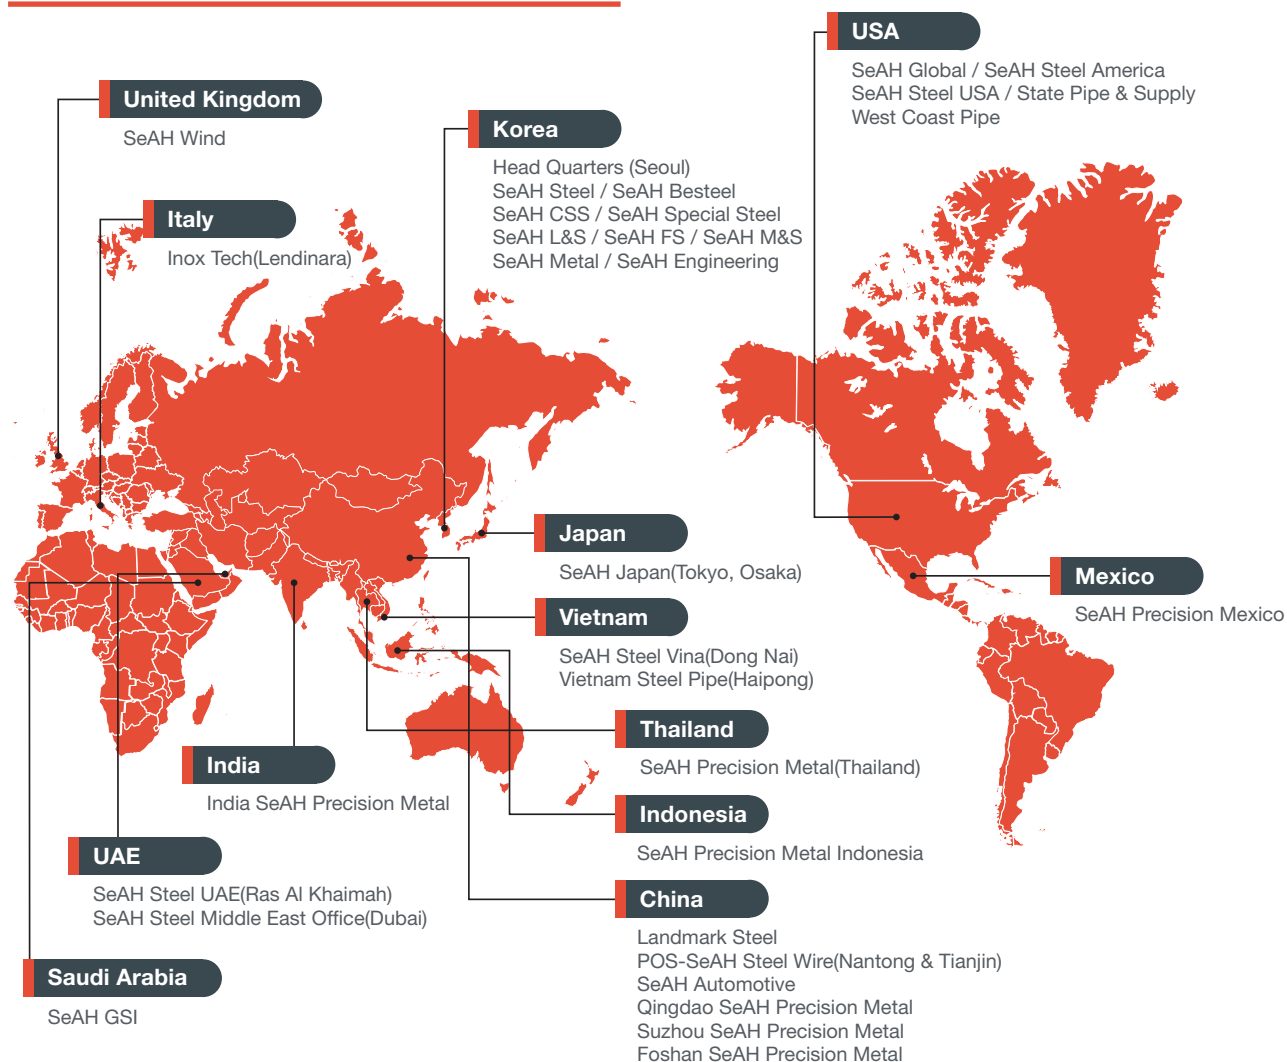 USA
SeAH Global / SeAH Steel America
SeAH Steel USA / State Pipe & Supply
West Coast Pipe
United Kingdom
SeAH Wind
Korea
Head Quarters (Seoul)
SeAH Steel / SeAH Besteel
SeAH CSS / SeAH Special Steel
SeAH L&S / SeAH FS / SeAH M&S
SeAH Metal / SeAH Engineering
Italy
Inox Tech(Lendinara)
Japan
SeAH Japan(Tokyo, Osaka)
Mexico
SeAH Precision Mexico
Vietnam
SeAH Steel Vina(Dong Nai)
Vietnam Steel Pipe(Haipong)
Thailand
SeAH Precision Metal(Thailand)
India
India SeAH Precision Metal
Indonesia
SeAH Precision Metal Indonesia
UAE
SeAH Steel UAE(Ras Al Khaimah)
SeAH Steel Middle East Office(Dubai)
China
Landmark Steel
POS-SeAH Steel Wire(Nantong & Tianjin)
SeAH Automotive
Qingdao SeAH Precision Metal
Suzhou SeAH Precision Metal
Foshan SeAH Precision Metal
Saudi Arabia
SeAH GSI